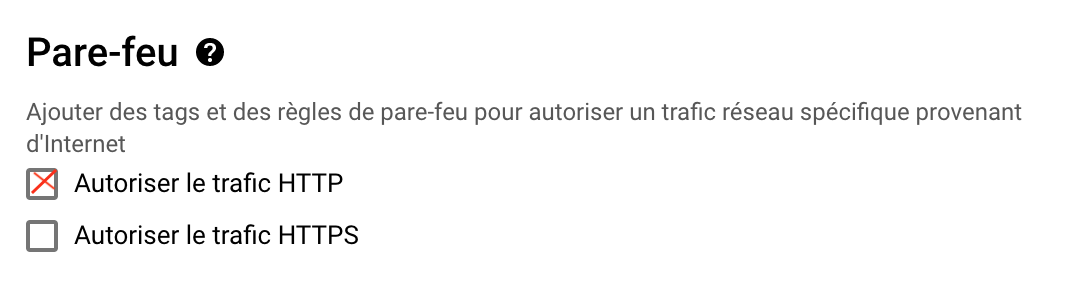 Pare-feu ?
Ajouter des tags et des règles de pare-feu pour autoriser un trafic réseau spécifique provenant
d'Internet
Autoriser le trafic HTTP
Autoriser le trafic HTTPS